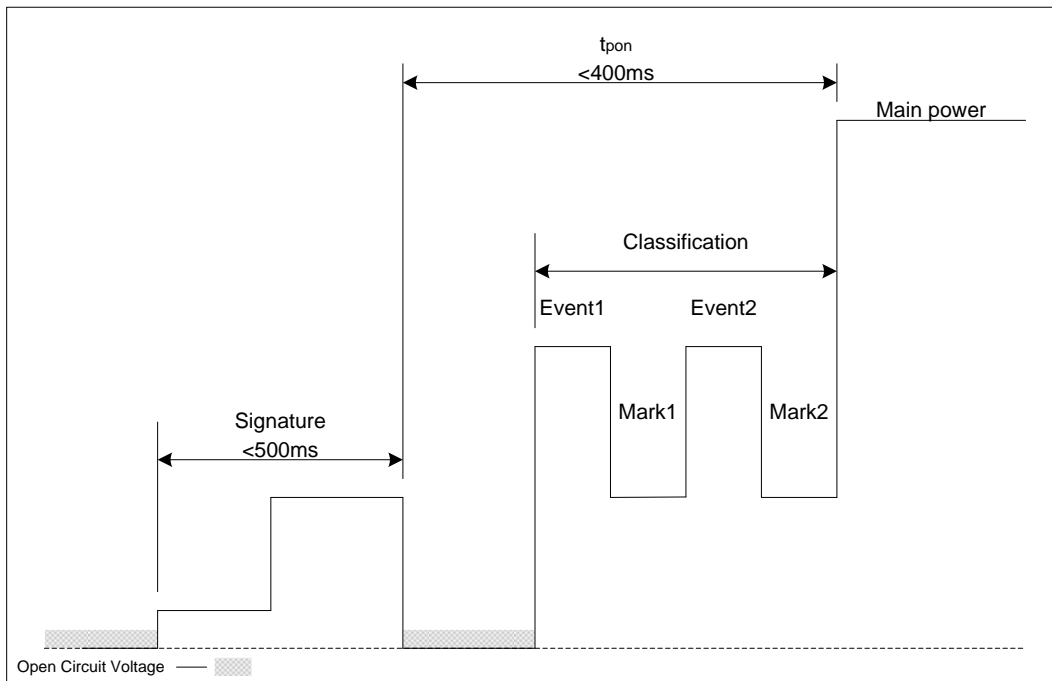 tpon
<400ms
Main power
Classification
Event1
Event2
Mark1
Mark2
Signature
<500ms
Open Circuit Voltage